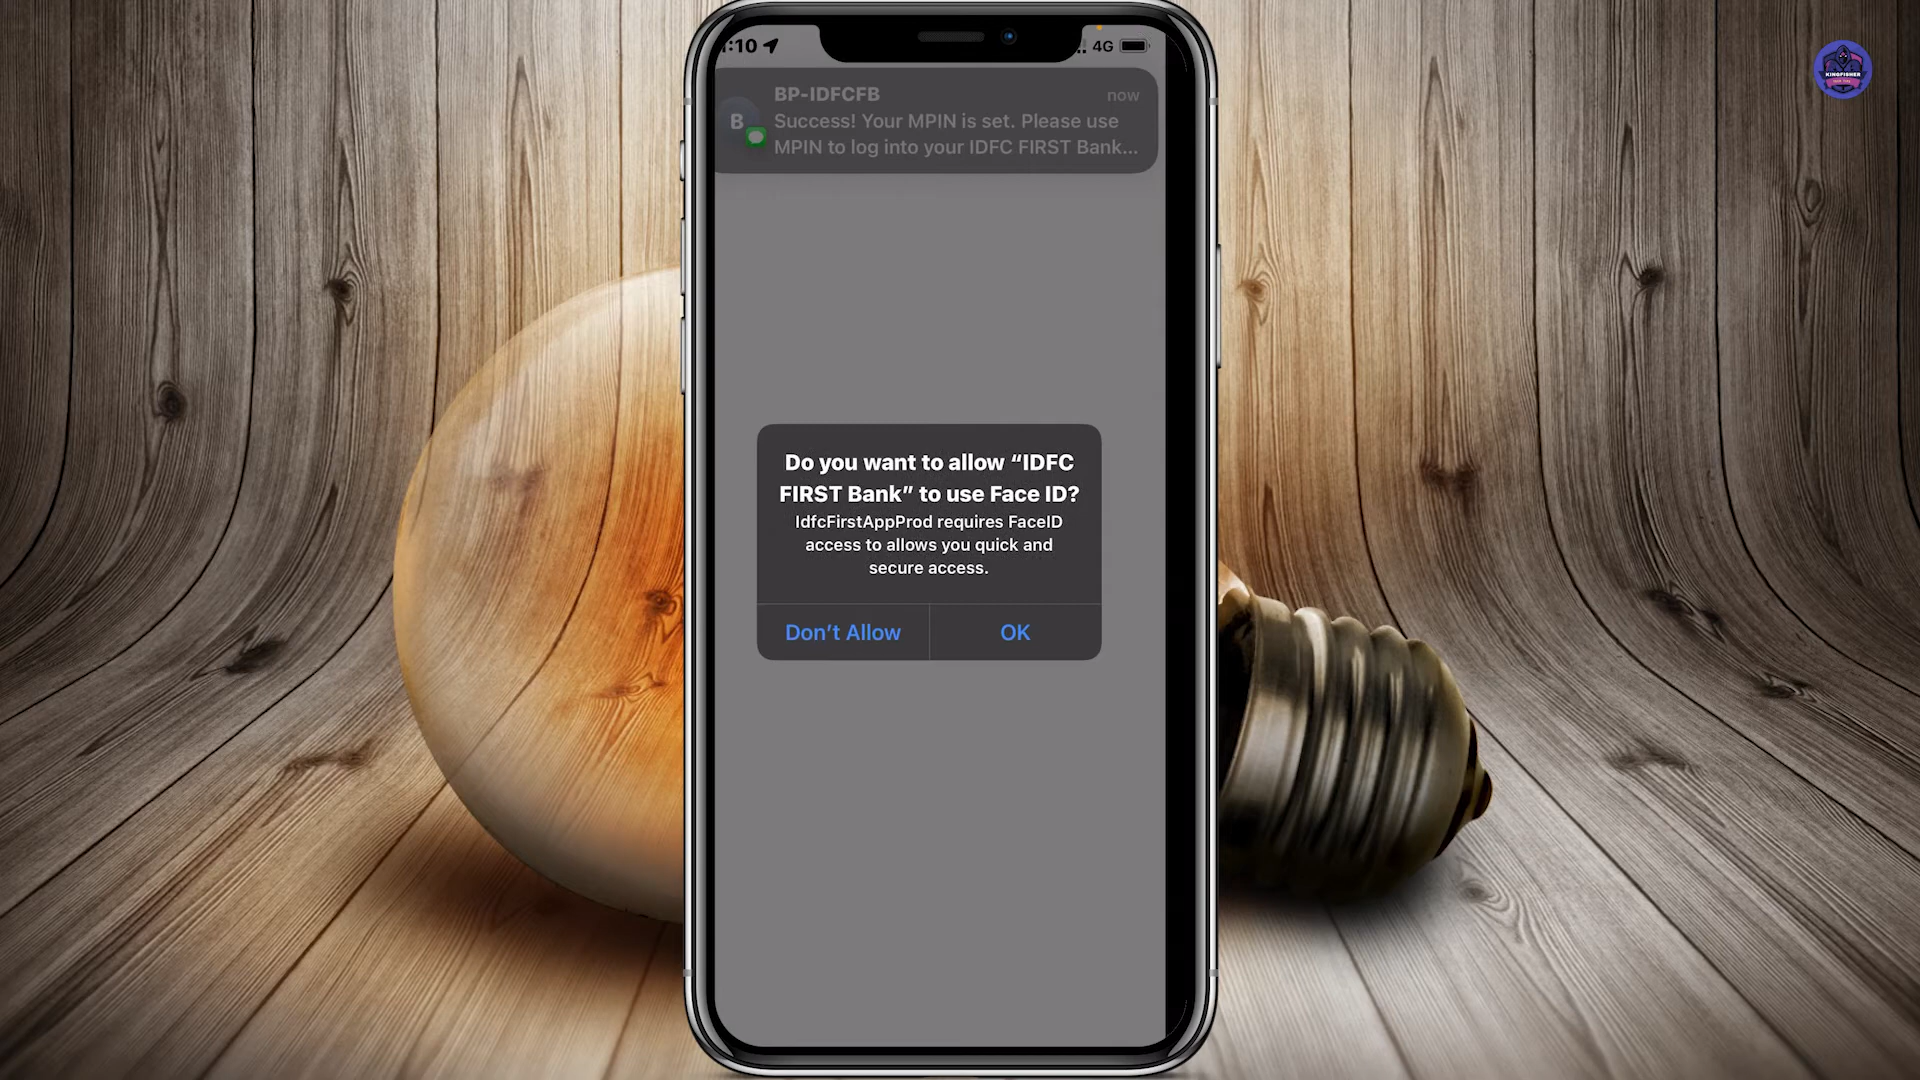 :10
4G
BP-IDFCFB
now
B
Success! Your MPIN is set. Please use
MPIN to log into your IDFC FIRST Bank...
Do you want to allow “IDFC
FIRST Bank” to use Face ID?
IdfcFirstAppProd requires FaceID
access to allows you quick and
secure access.
Don’t Allow
OK
KINGFISHER